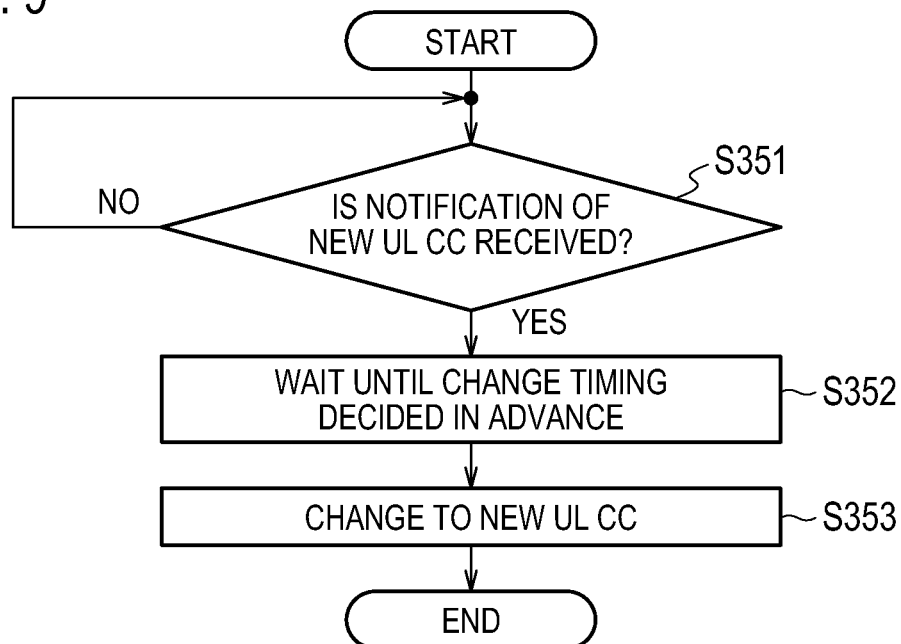 . 9
START
S351
NO
IS NOTIFICATION OF
NEW UL CC RECEIVED?
YES
WAIT UNTIL CHANGE TIMING
DECIDED IN ADVANCE
S352
CHANGE TO NEW UL CC
S353
END